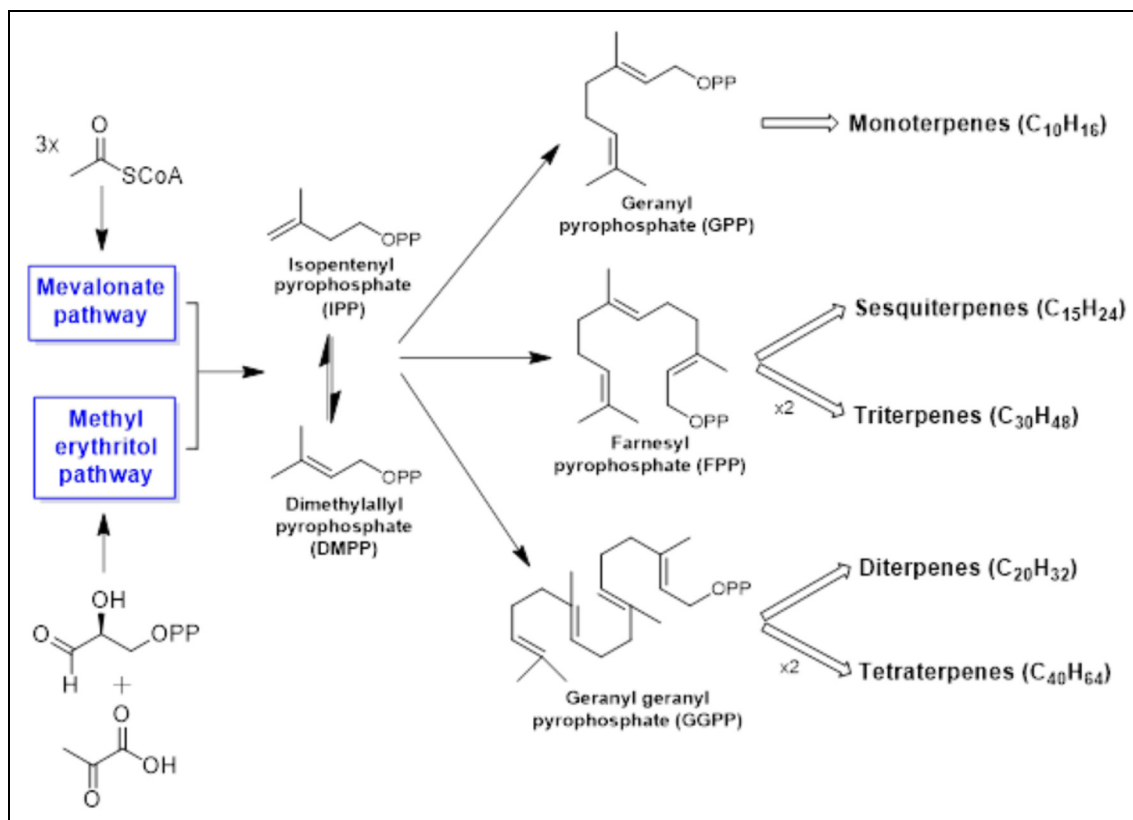 3x
O
SCoA
Mevalonate
pathway
Methyl
erythritol
pathway
OH
O
OPP
H
+
O
OH
O
OPP
Isopentenyl
pyrophosphate
(IPP)
OPP
Dimethylallyl
pyrophosphate
(DMPP)
OPP
Geranyl
pyrophosphate (GPP)
OPP
Farnesyl
pyrophosphate (FPP)
OPP
Geranyl geranyl
pyrophosphate (GGPP)
Monoterpenes (C₁₀H₁₆)
Sesquiterpenes (C₁₅H₂₄)
x2
Triterpenes (C₃₀H₄₈)
Diterpenes (C₂₀H₃₂)
x2
Tetraterpenes (C₄₀H₆₄)